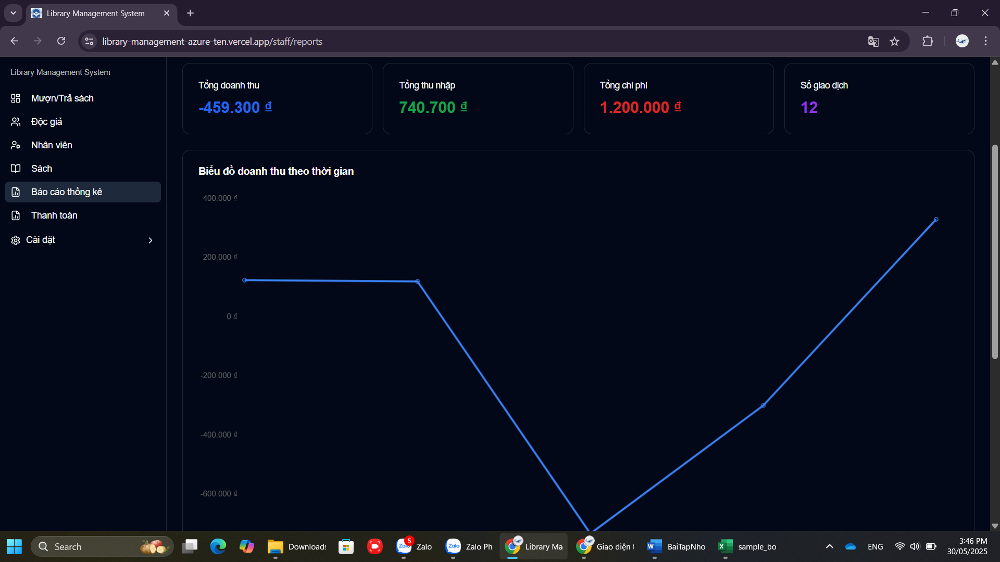 Library Management System
library-management-azure-ten.vercel.app/staff/reports
Library Management System
Mượn/Trả sách
Độc giả
Nhân viên
Sách
Báo cáo thống kê
Thanh toán
Cài đặt
Tổng doanh thu
-459.300 ₫
Tổng thu nhập
740.700 ₫
Tổng chi phí
1.200.000 ₫
Số giao dịch
12
Biểu đồ doanh thu theo thời gian
400.000 ₫
200.000 ₫
0 ₫
-200.000 ₫
-400.000 ₫
-600.000 ₫
Search
Downloads
Zalo
5
Zalo
Zalo
Zalo Ph
Library Ma
Giao diện t
W
BaiTapNho
X
sample_bo
ENG
3:46 PM
30/05/2025